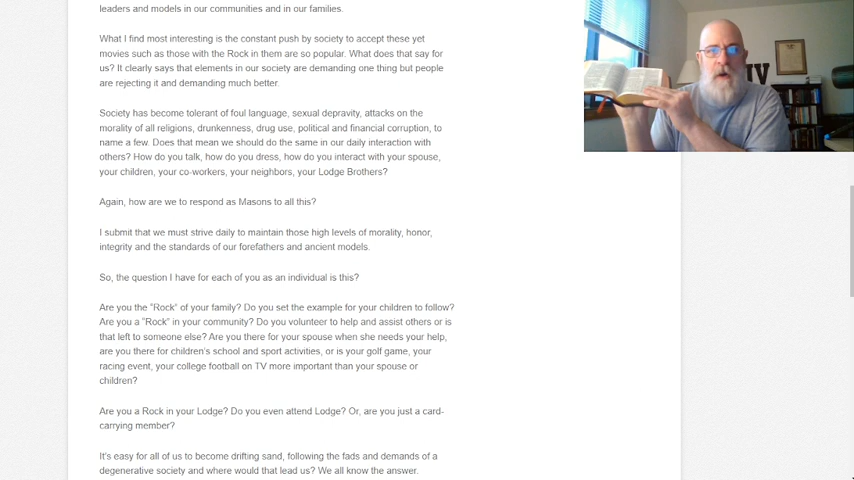 leaders and models in our communities and in our families.
What I find most interesting is the constant push by society to accept these yet
movies such as those with the Rock in them are so popular. What does that say for
us? It clearly says that elements in our society are demanding one thing but people
are rejecting it and demanding much better.
Society has become tolerant of foul language, sexual depravity, attacks on the
morality of all religions, drunkenness, drug use, political and financial corruption, to
name a few. Does that mean we should do the same in our daily interaction with
others? How do you talk, how do you dress, how do you interact with your spouse,
your children, your co-workers, your neighbors, your Lodge Brothers?
Again, how are we to respond as Masons to all this?
I submit that we must strive daily to maintain those high levels of morality, honor,
integrity and the standards of our forefathers and ancient models.
So, the question I have for each of you as an individual is this?
Are you the "Rock" of your family? Do you set the example for your children to follow?
Are you a "Rock" in your community? Do you volunteer to help and assist others or is
that left to someone else? Are you there for your spouse when she needs your help,
are you there for children's school and sport activities, or is your golf game, your
racing event, your college football on TV more important than your spouse or
children?
Are you a Rock in your Lodge? Do you even attend Lodge? Or, are you just a card-
carrying member?
It's easy for all of us to become drifting sand, following the fads and demands of a
degenerative society and where would that lead us? We all know the answer.